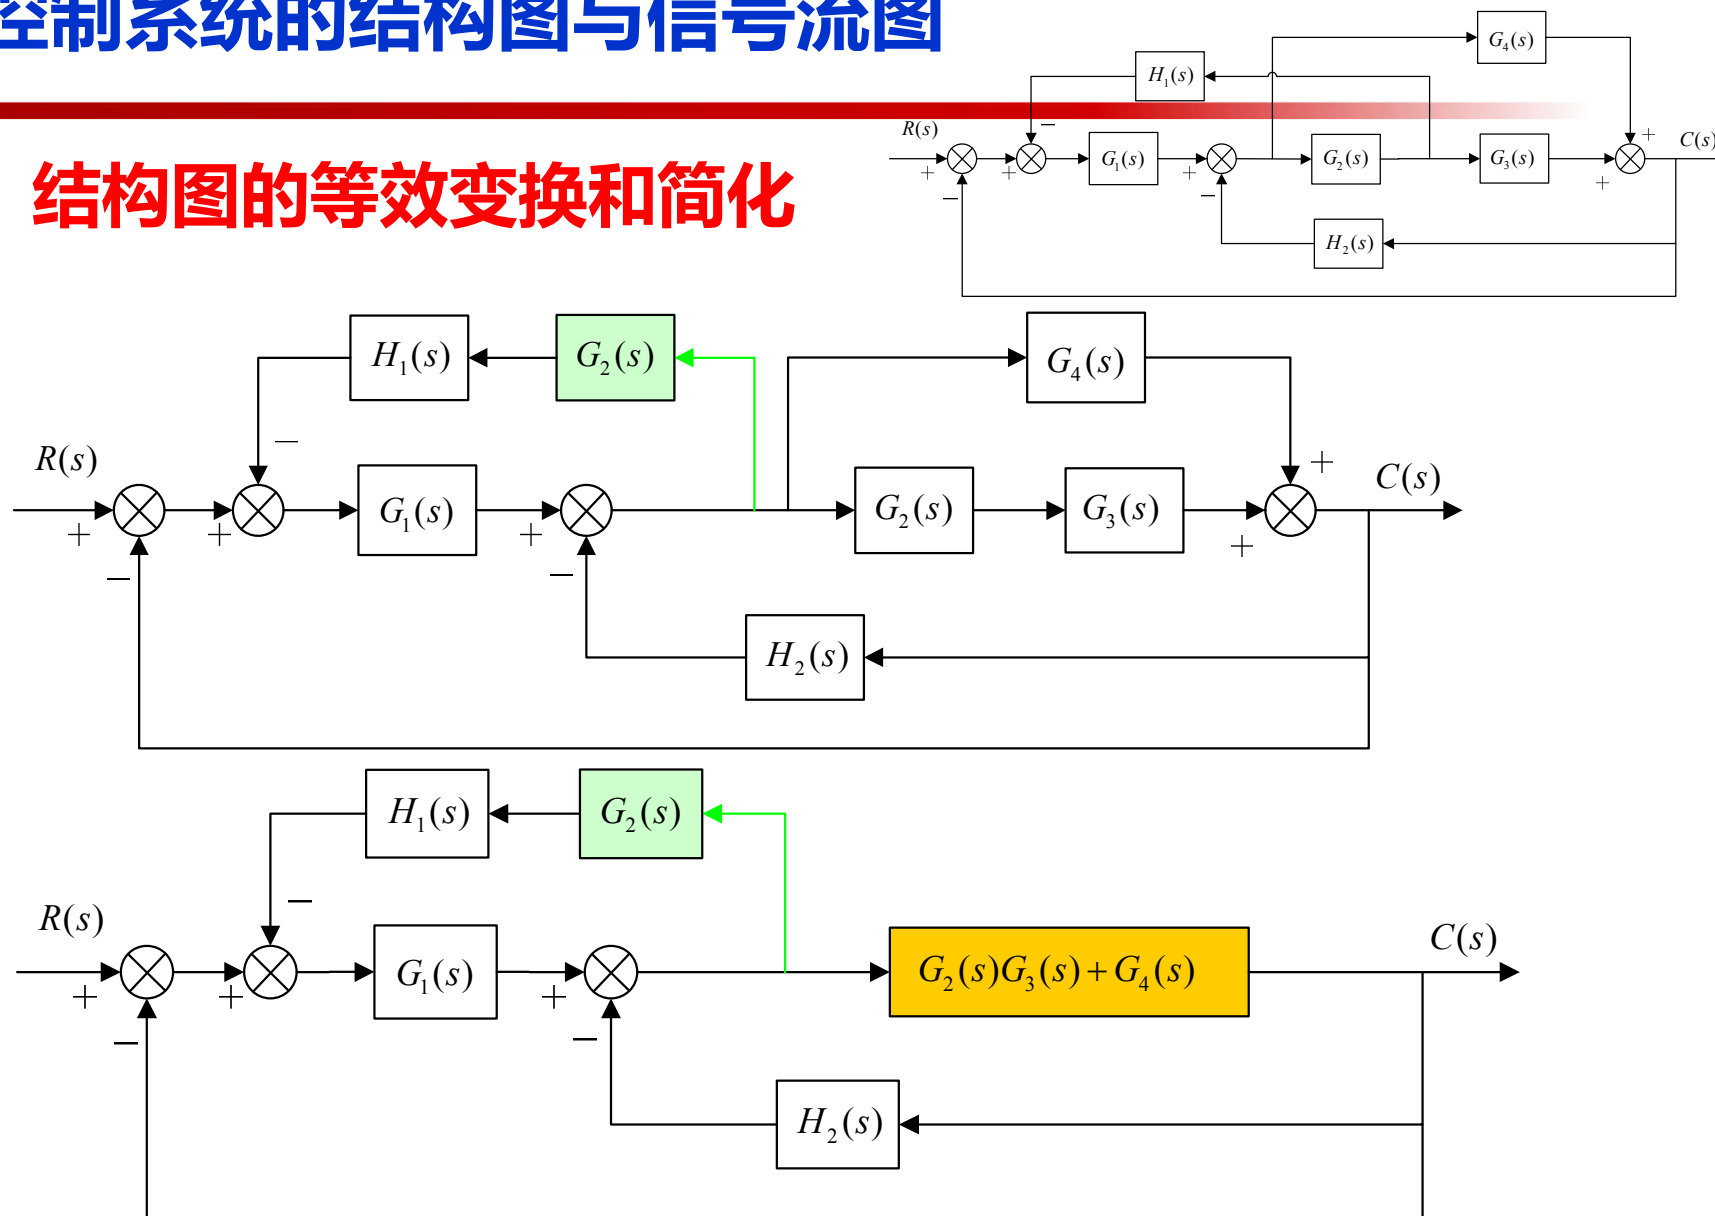 控制系统的结构图与信号流图
G₄(s)
H₁(s)
R(s)
−
+
C(s)
G₁(s)
G₂(s)
G₃(s)
+
+
+
+
−
−
H₂(s)
结构图的等效变换和简化
H₁(s)
G₂(s)
G₄(s)
−
R(s)
+
C(s)
G₁(s)
G₂(s)
G₃(s)
+
+
+
+
−
−
H₂(s)
H₁(s)
G₂(s)
−
R(s)
C(s)
G₁(s)
G₂(s)G₃(s)+G₄(s)
+
+
+
−
−
H₂(s)